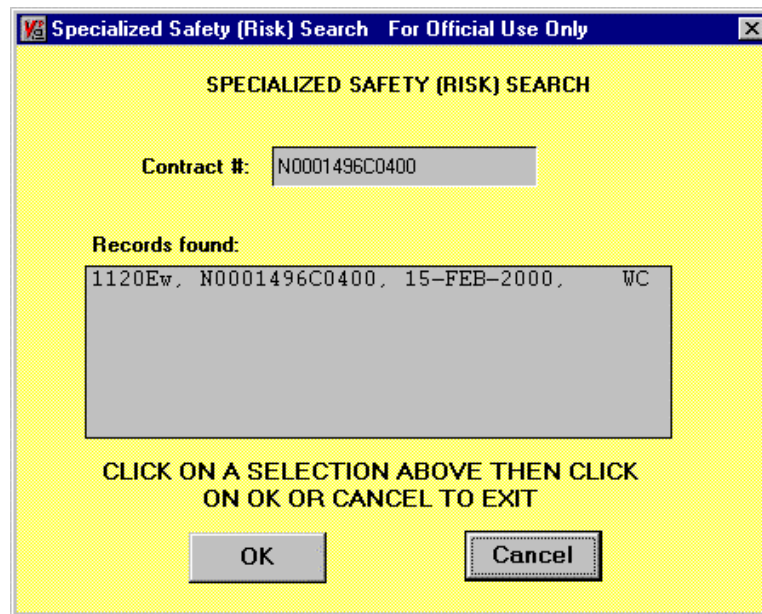 Specialized Safety (Risk) Search For Official Use Only
SPECIALIZED SAFETY (RISK) SEARCH
Contract #: N0001496C0400
Records found:
1120Ew, N0001496C0400, 15-FEB-2000, WC
CLICK ON A SELECTION ABOVE THEN CLICK
ON OK OR CANCEL TO EXIT
OK Cancel